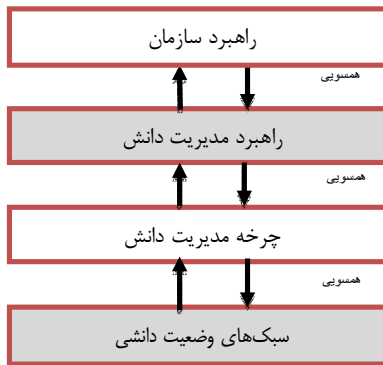 راهبرد سازمان
همسویی
راهبرد مدیریت دانش
همسویی
چرخه مدیریت دانش
همسویی
سبک‌های وضعیت دانشی